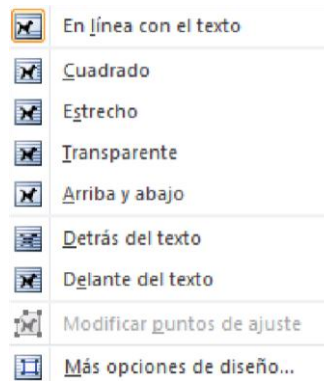 En línea con el texto
Cuadrado
Estrecho
Transparente
Arriba y abajo
Detrás del texto
Delante del texto
Modificar puntos de ajuste
Más opciones de diseño...